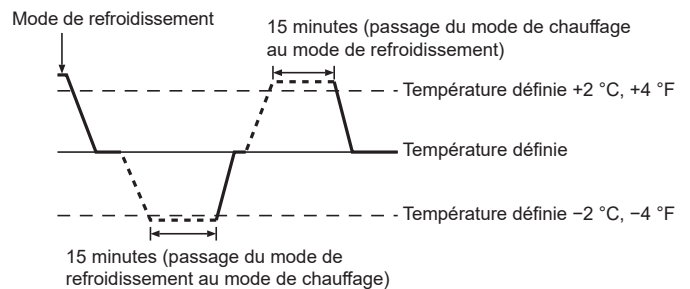 Mode de refroidissement
15 minutes (passage du mode de chauffage
au mode de refroidissement)
Température définie +2 °C, +4 °F
Température définie
Température définie −2 °C, −4 °F
15 minutes (passage du mode de
refroidissement au mode de chauffage)